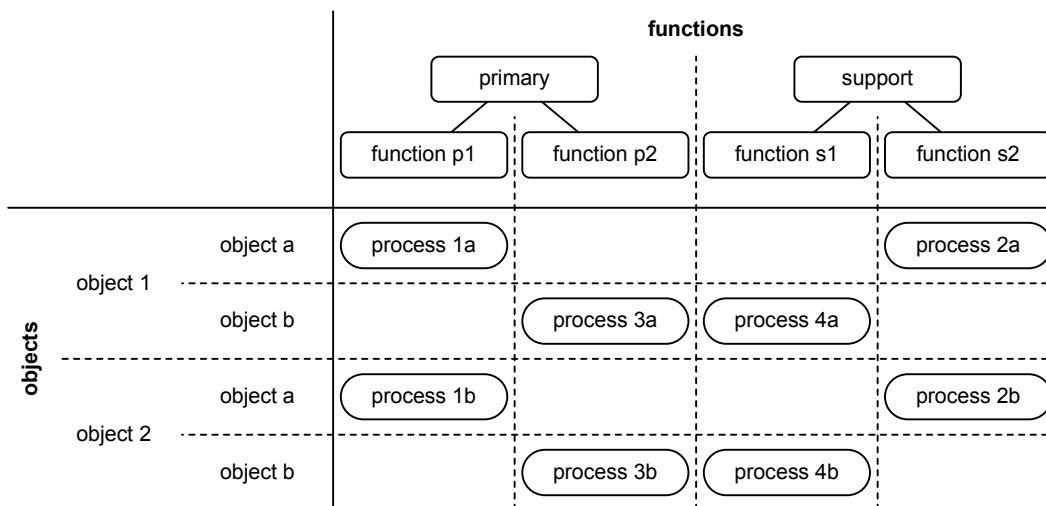 functions
primary
support
function p1
function p2
function s1
function s2
objects
object 1
object a
process 1a
process 2a
object b
process 3a
process 4a
object 2
object a
process 1b
process 2b
object b
process 3b
process 4b